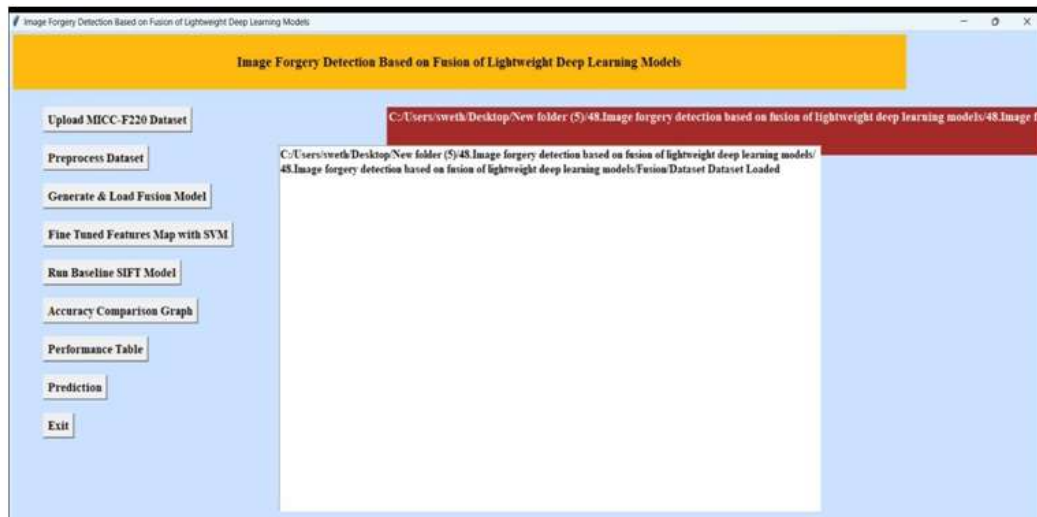 Image Forgery Detection Based on Fusion of Lightweight Deep Learning Models
Image Forgery Detection Based on Fusion of Lightweight Deep Learning Models
Upload MICC-F220 Dataset
C:/Users/sweth/Desktop/New folder (5)/48.Image forgery detection based on fusion of lightweight deep learning models/48.Image f
Preprocess Dataset
C:/Users/sweth/Desktop/New folder (5)/48.Image forgery detection based on fusion of lightweight deep learning models/
48.Image forgery detection based on fusion of lightweight deep learning models/Fusion/Dataset Dataset Loaded
Generate & Load Fusion Model
Fine Tuned Features Map with SVM
Run Baseline SIFT Model
Accuracy Comparison Graph
Performance Table
Prediction
Exit